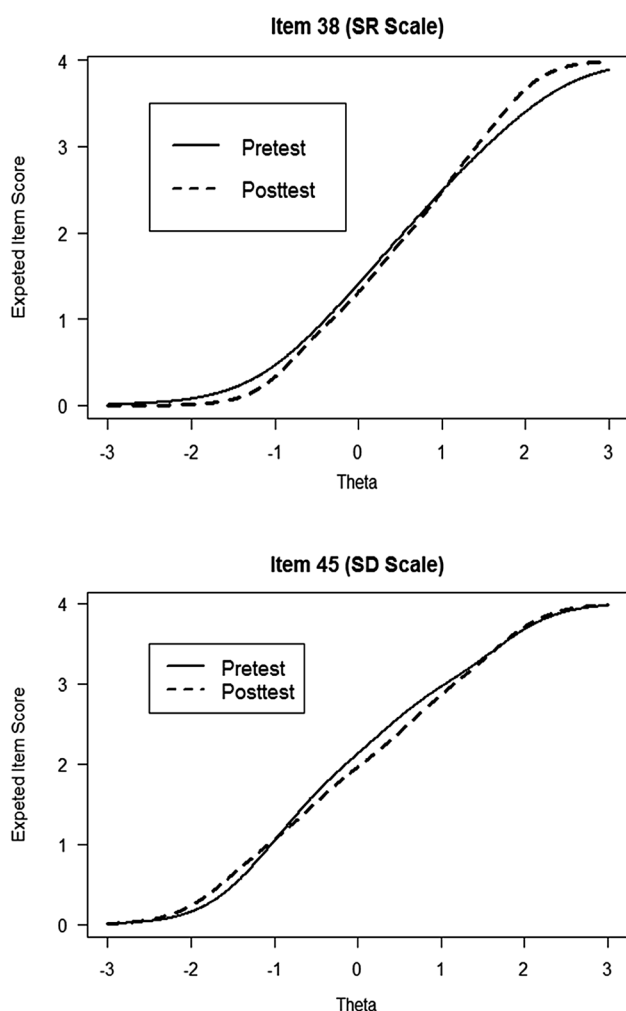 Item 38 (SR Scale)
Expeted Item Score
4
3
2
1
0
Pretest
Posttest
-3 -2 -1 0 1 2 3
Theta
Item 45 (SD Scale)
Expeted Item Score
4
3
2
1
0
Pretest
Posttest
-3 -2 -1 0 1 2 3
Theta